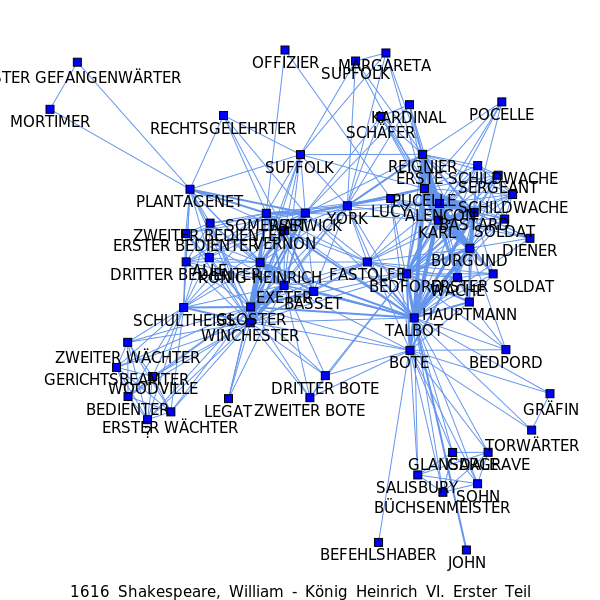 OFFIZIER
MARGARETA
SUFFOLK
STER GEFANGENWÄRTER
MORTIMER
RECHTSGELEHRTER
KARDINAL
SCHÄFER
POCELLE
SUFFOLK
REIGNIER
ERSTE SCHILDWACHE
SERGEANT
PLANTAGENET
PUCELLE
LUCY
YORK
ALENCON
SCHILDWACHE
BASTARD
SOLDAT
KARL
SOMERSET
WARWICK
VERNON
ZWEITER BEDIENTER
ERSTER BEDIENTER
DIENER
BURGUND
DRITTER BEDIENTER
ALLE
KÖNIG HEINRICH
FASTOLFE
BEDFORD
ERSTER SOLDAT
WACHE
EXETER
BASSET
HAUPTMANN
SCHULTHEISS
GLOSTER
WINCHESTER
TALBOT
BOTE
BEDPORD
ZWEITER WÄCHTER
GERICHTSBEAMTER
WOODVILLE
DRITTER BOTE
BEDIENTER
LEGAT
ZWEITER BOTE
ERSTER WÄCHTER
?
GRÄFIN
TORWÄRTER
GLANSDALE
GARGRAVE
SALISBURY
SOHN
BÜCHSENMEISTER
BEFEHLSHABER
JOHN
1616 Shakespeare, William - König Heinrich VI. Erster Teil